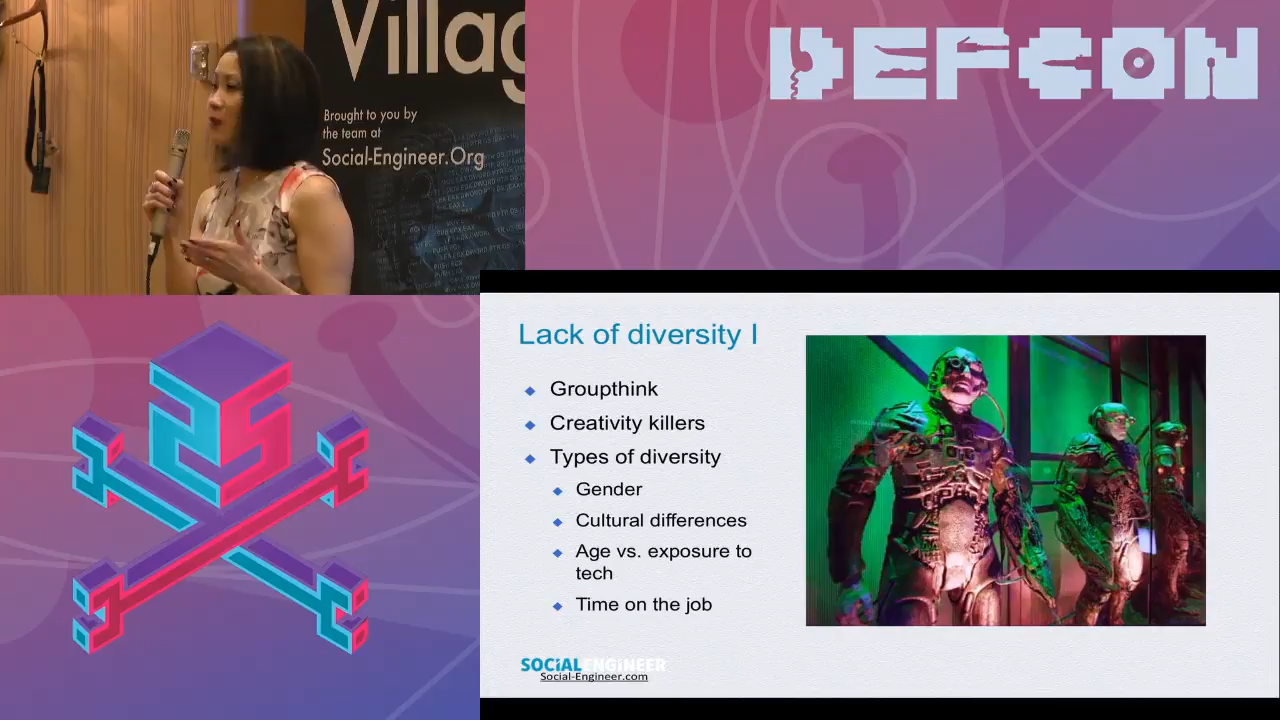 Villag
Brought to you by
the team at
Social-Engineer.Org
DEFCON
Lack of diversity I
Groupthink
Creativity killers
Types of diversity
Gender
Cultural differences
Age vs. exposure to
tech
Time on the job
SOCIAL ENGINEER
Social-Engineer.com